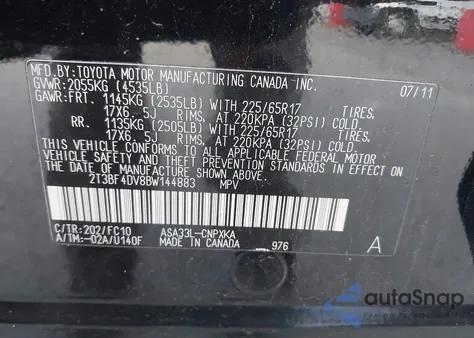 MFD.BY:TOYOTA MOTOR MANUFACTURING CANADA INC.
GVWR:2055KG (4535LB) 07/11
GAWR:FRT. 1145KG (2535LB) WITH 225/65R17 TIRES,
17X6. 5J RIMS, AT 220KPA (32PSI) COLD
RR. 1135KG (2505LB) WITH 225/65R17 TIRES,
17X6. 5J RIMS, AT 220KPA (32PSI) COLD
THIS VEHICLE CONFORMS TO ALL APPLICABLE FEDERAL MOTOR
VEHICLE SAFETY AND THEFT PREVENTION STANDARDS IN EFFECT ON
THE DATE OF MANUFACTURE SHOWN ABOVE.
2T3BF4DV8BW144883 MPV
C/TR:202/FC10 ASA33L-CNPXKA
A/TM:-02A/U140F MADE IN CANADA 976 A
autoSnap